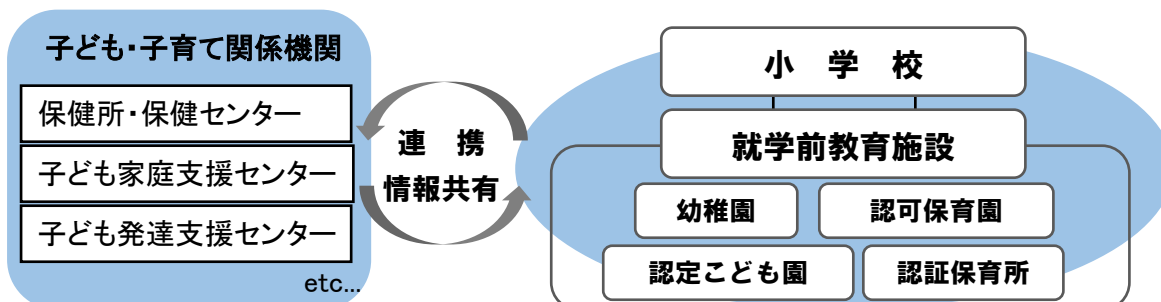 子ども・子育て関係機関
保健所・保健センター
子ども家庭支援センター
子ども発達支援センター
etc...
連　携
情報共有
小　学　校
就学前教育施設
幼稚園
認可保育園
認定こども園
認証保育所